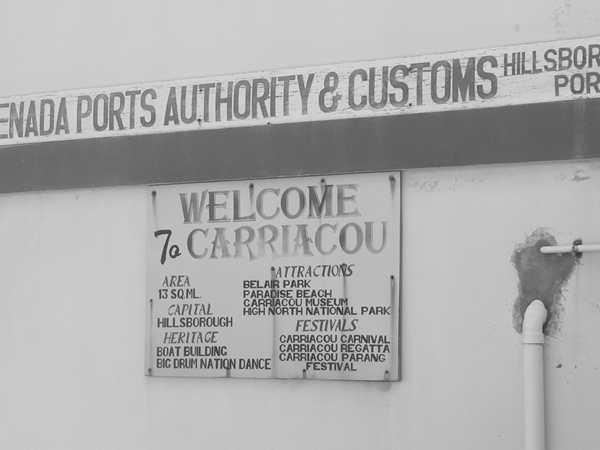 ENADA PORTS AUTHORITY & CUSTOMS HILLSBOR
POR
WELCOME
To CARRIACOU
AREA
13 SQ.ML.
CAPITAL
HILLSBOROUGH
HERITAGE
BOAT BUILDING
BIG DRUM NATION DANCE
ATTRACTIONS
BELAIR PARK
PARADISE BEACH
CARRIACOU MUSEUM
HIGH NORTH NATIONAL PARK
FESTIVALS
CARRIACOU CARNIVAL
CARRIACOU REGATTA
CARRIACOU PARANG
FESTIVAL